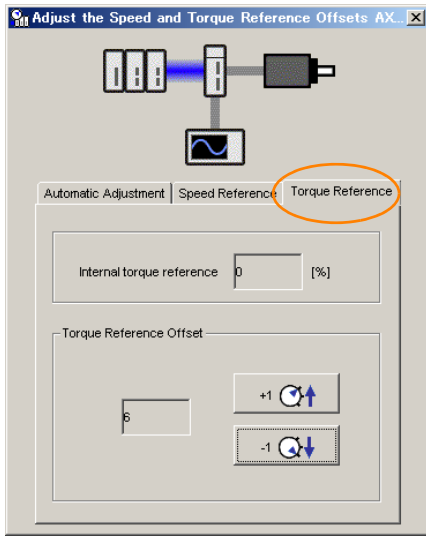 Adjust the Speed and Torque Reference Offsets AX...
Automatic Adjustment Speed Reference Torque Reference
Internal torque reference 0 [%]
Torque Reference Offset
+1
6
-1